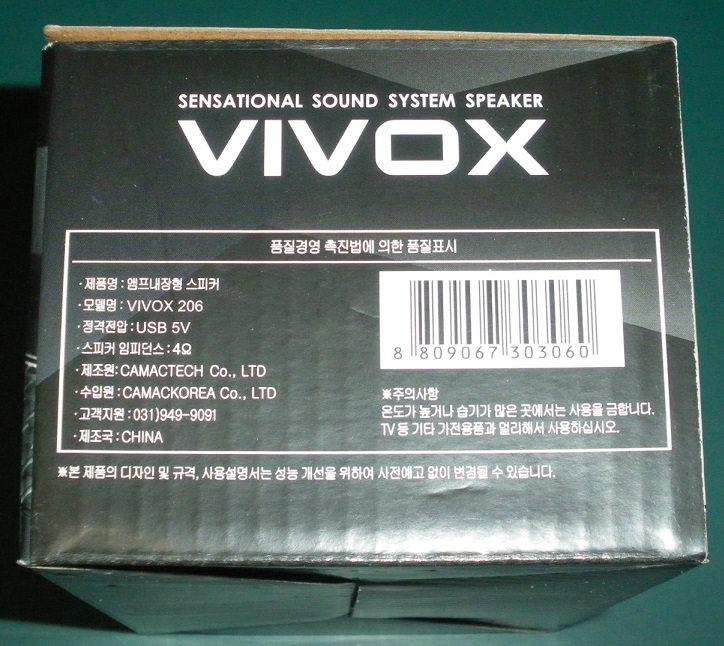 SENSATIONAL SOUND SYSTEM SPEAKER
VIVOX
품질경영 촉진법에 의한 품질표시
·제품명 : 앰프내장형 스피커
·모델명 : VIVOX 206
·정격전압 : USB 5V
·스피커 임피던스 : 4Ω
·제조원 : CAMACTECH Co., LTD
·수입원 : CAMACKOREA Co., LTD
·고객지원 : 031)949-9091
·제조국 : CHINA
8 809067 303060
※주의사항
온도가 높거나 습기가 많은 곳에서는 사용을 금합니다.
TV 등 기타 가전용품과 멀리해서 사용하십시오.
※본 제품의 디자인 및 규격, 사용설명서는 성능 개선을 위하여 사전예고 없이 변경될 수 있습니다.